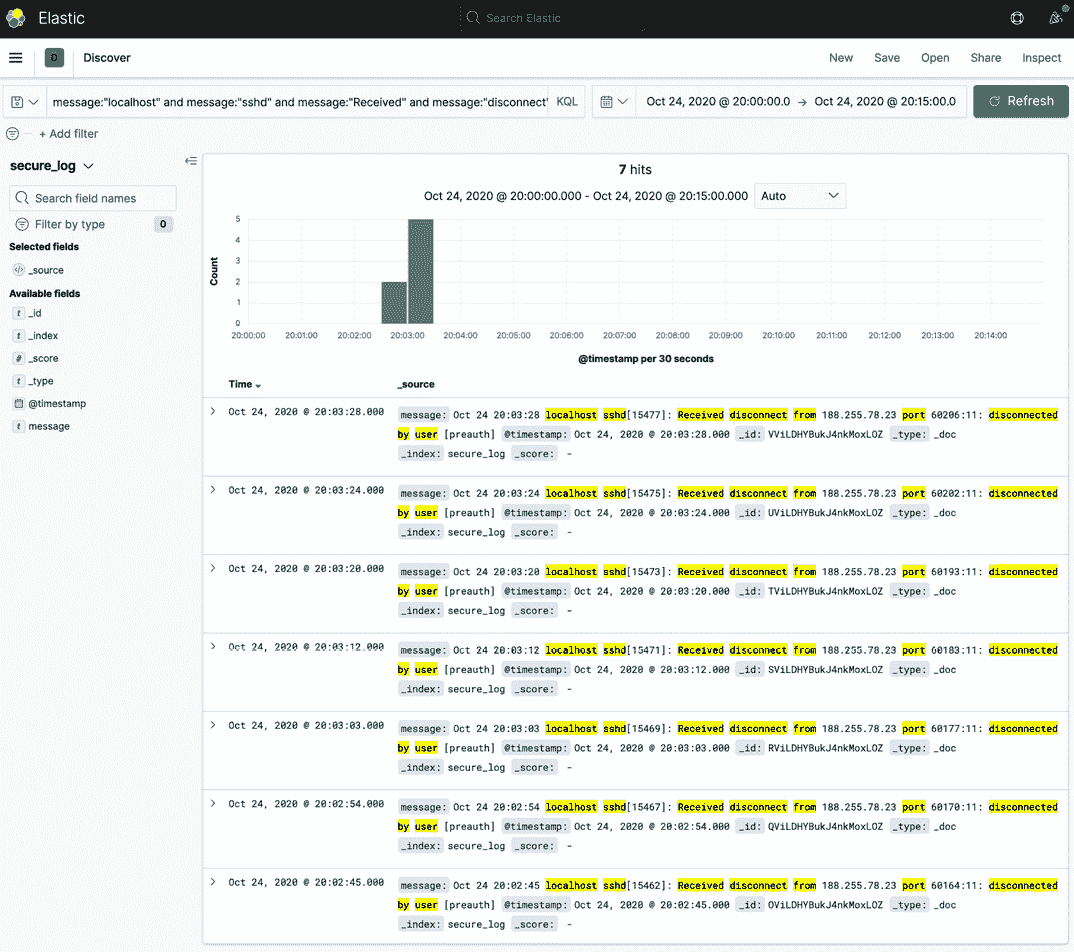 Elastic
Search Elastic
D
Discover
New Save Open Share Inspect
message:"localhost" and message:"sshd" and message:"Received" and message:"disconnect" KQL
Oct 24, 2020 @ 20:00:00.0 → Oct 24, 2020 @ 20:15:00.0
Refresh
+ Add filter
secure_log
Search field names
Filter by type 0
Selected fields
</> _source
Available fields
t _id
t _index
# _score
t _type
@timestamp
t message
7 hits
Oct 24, 2020 @ 20:00:00.000 - Oct 24, 2020 @ 20:15:00.000 Auto
5
4
3
2
1
0
Count
20:00:00 20:01:00 20:02:00 20:03:00 20:04:00 20:05:00 20:06:00 20:07:00 20:08:00 20:09:00 20:10:00 20:11:00 20:12:00 20:13:00 20:14:00
@timestamp per 30 seconds
Time _source
Oct 24, 2020 @ 20:03:28.000 message: Oct 24 20:03:28 localhost sshd[15477]: Received disconnect from 188.255.78.23 port 60206:11: disconnected
by user [preauth] @timestamp: Oct 24, 2020 @ 20:03:28.000 _id: VViLDHYBukJ4nkMoxLOZ _type: _doc
_index: secure_log _score: -
Oct 24, 2020 @ 20:03:24.000 message: Oct 24 20:03:24 localhost sshd[15475]: Received disconnect from 188.255.78.23 port 60202:11: disconnected
by user [preauth] @timestamp: Oct 24, 2020 @ 20:03:24.000 _id: UViLDHYBukJ4nkMoxLOZ _type: _doc
_index: secure_log _score: -
Oct 24, 2020 @ 20:03:20.000 message: Oct 24 20:03:20 localhost sshd[15473]: Received disconnect from 188.255.78.23 port 60193:11: disconnected
by user [preauth] @timestamp: Oct 24, 2020 @ 20:03:20.000 _id: TViLDHYBukJ4nkMoxLOZ _type: _doc
_index: secure_log _score: -
Oct 24, 2020 @ 20:03:12.000 message: Oct 24 20:03:12 localhost sshd[15471]: Received disconnect from 188.255.78.23 port 60183:11: disconnected
by user [preauth] @timestamp: Oct 24, 2020 @ 20:03:12.000 _id: SViLDHYBukJ4nkMoxLOZ _type: _doc
_index: secure_log _score: -
Oct 24, 2020 @ 20:03:03.000 message: Oct 24 20:03:03 localhost sshd[15469]: Received disconnect from 188.255.78.23 port 60177:11: disconnected
by user [preauth] @timestamp: Oct 24, 2020 @ 20:03:03.000 _id: RViLDHYBukJ4nkMoxLOZ _type: _doc
_index: secure_log _score: -
Oct 24, 2020 @ 20:02:54.000 message: Oct 24 20:02:54 localhost sshd[15467]: Received disconnect from 188.255.78.23 port 60170:11: disconnected
by user [preauth] @timestamp: Oct 24, 2020 @ 20:02:54.000 _id: QViLDHYBukJ4nkMoxLOZ _type: _doc
_index: secure_log _score: -
Oct 24, 2020 @ 20:02:45.000 message: Oct 24 20:02:45 localhost sshd[15462]: Received disconnect from 188.255.78.23 port 60164:11: disconnected
by user [preauth] @timestamp: Oct 24, 2020 @ 20:02:45.000 _id: OViLDHYBukJ4nkMoxLOZ _type: _doc
_index: secure_log _score: -